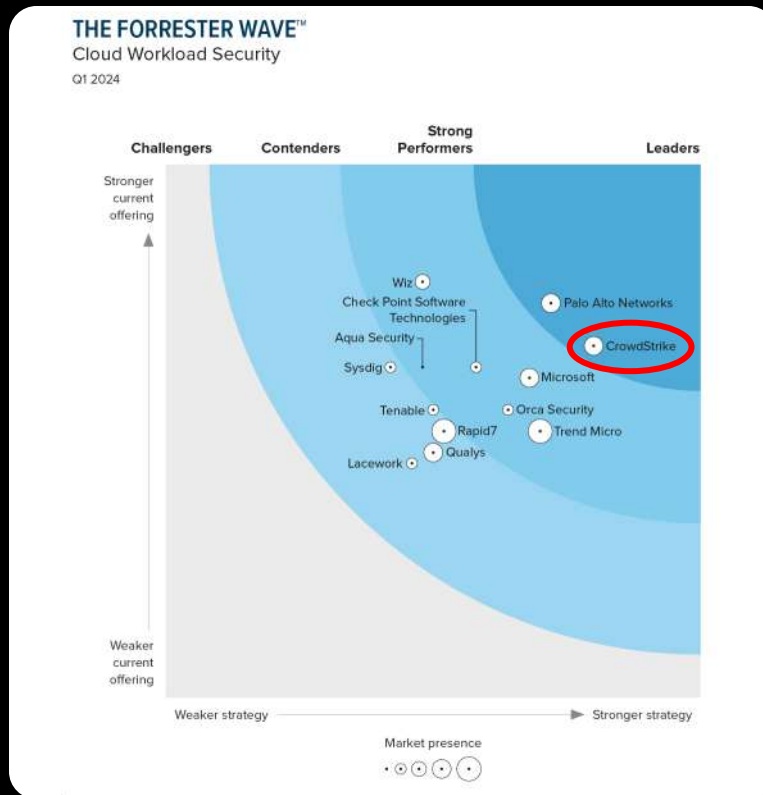 THE FORRESTER WAVE™
Cloud Workload Security
Q1 2024
Challengers
Contenders
Strong
Performers
Leaders
Stronger
current
offering
Wiz
Check Point Software
Technologies
Palo Alto Networks
Aqua Security
CrowdStrike
Sysdig
Microsoft
Tenable
Orca Security
Rapid7
Trend Micro
Qualys
Lacework
Weaker
current
offering
Weaker strategy
Stronger strategy
Market presence